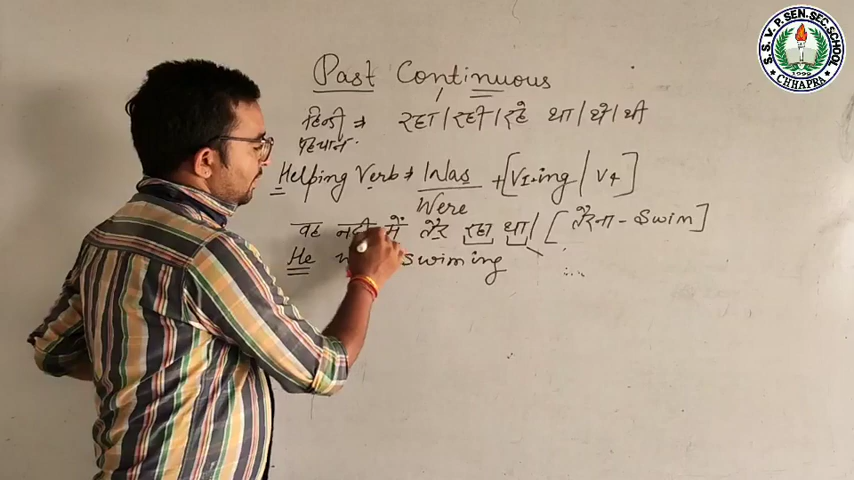 Past Continuous
हिन्दी ⇒ रहा / रही / रहे था / थे / थी
पहचान
Helping Verb ⇒ Was / Were + [V1+ing / V4]
वह नदी में तैर रहा था / [तैरना - Swim]
He swiming
S.S.V.P. SEN. SEC. SCHOOL
1999
CHHAPRA